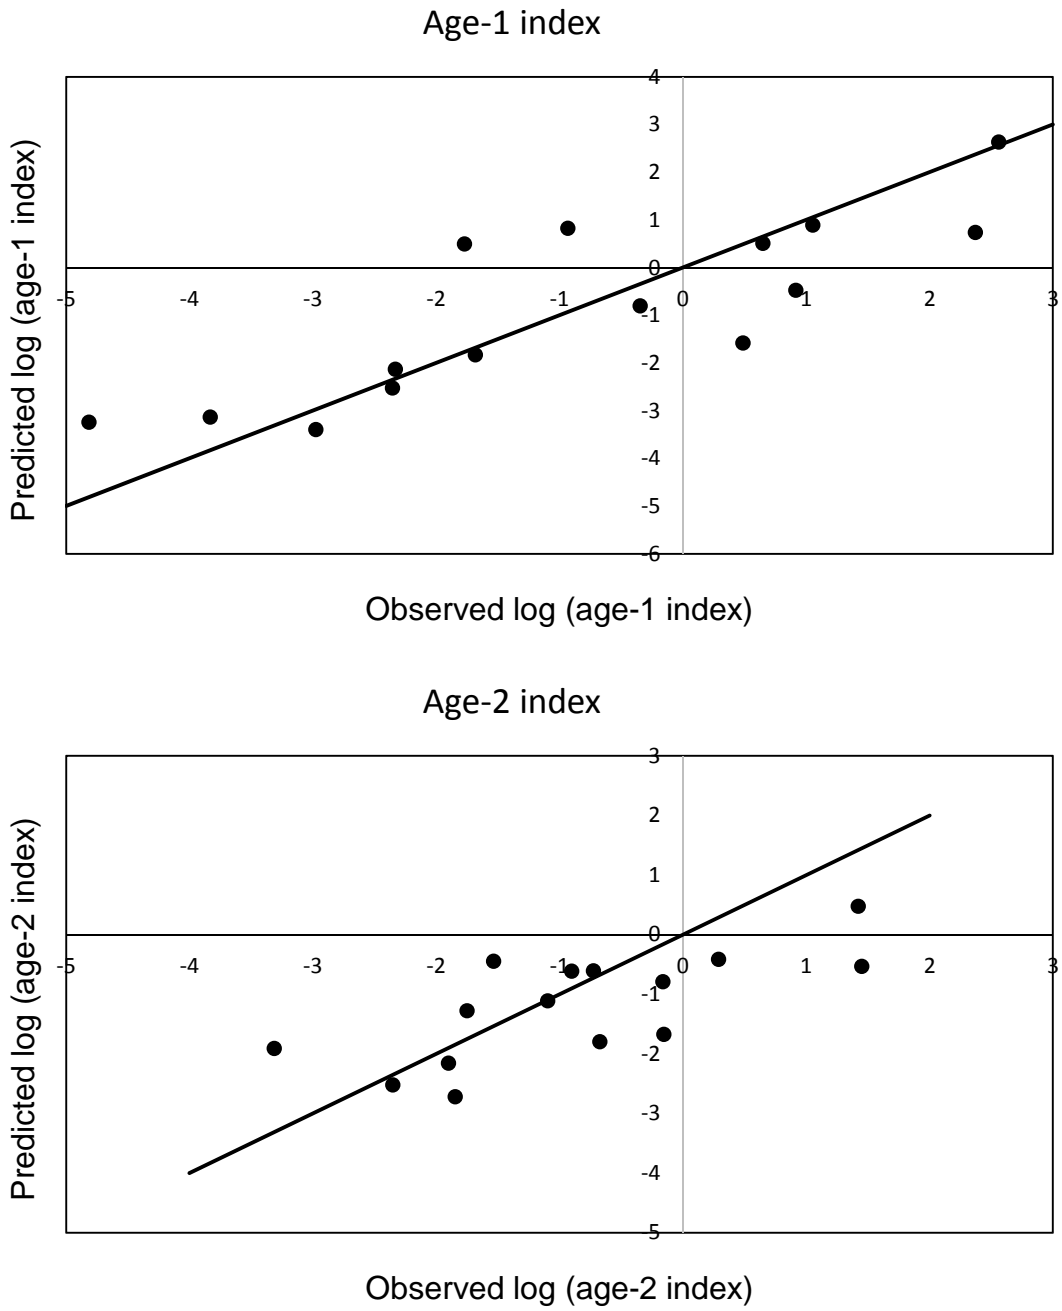 Age-1 index
4
3
2
1
0
-5 -4 -3 -2 -1 0 1 2 3
-1
-2
-3
-4
-5
-6
Predicted log (age-1 index)
Observed log (age-1 index)
Age-2 index
3
2
1
0
-5 -4 -3 -2 -1 0 1 2 3
-1
-2
-3
-4
-5
Predicted log (age-2 index)
Observed log (age-2 index)